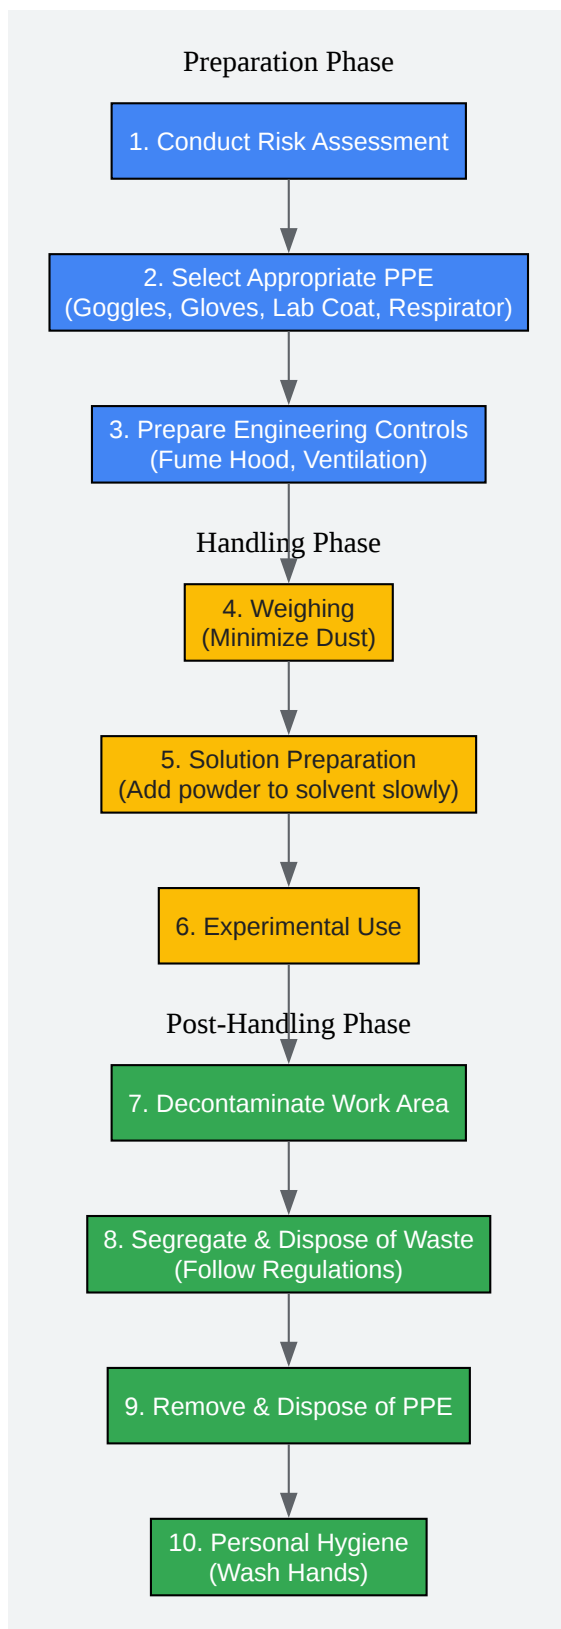 Preparation Phase
1. Conduct Risk Assessment
2. Select Appropriate PPE
(Goggles, Gloves, Lab Coat, Respirator)
3. Prepare Engineering Controls
(Fume Hood, Ventilation)
Handling Phase
4. Weighing
(Minimize Dust)
5. Solution Preparation
(Add powder to solvent slowly)
6. Experimental Use
Post-Handling Phase
7. Decontaminate Work Area
8. Segregate & Dispose of Waste
(Follow Regulations)
9. Remove & Dispose of PPE
10. Personal Hygiene
(Wash Hands)